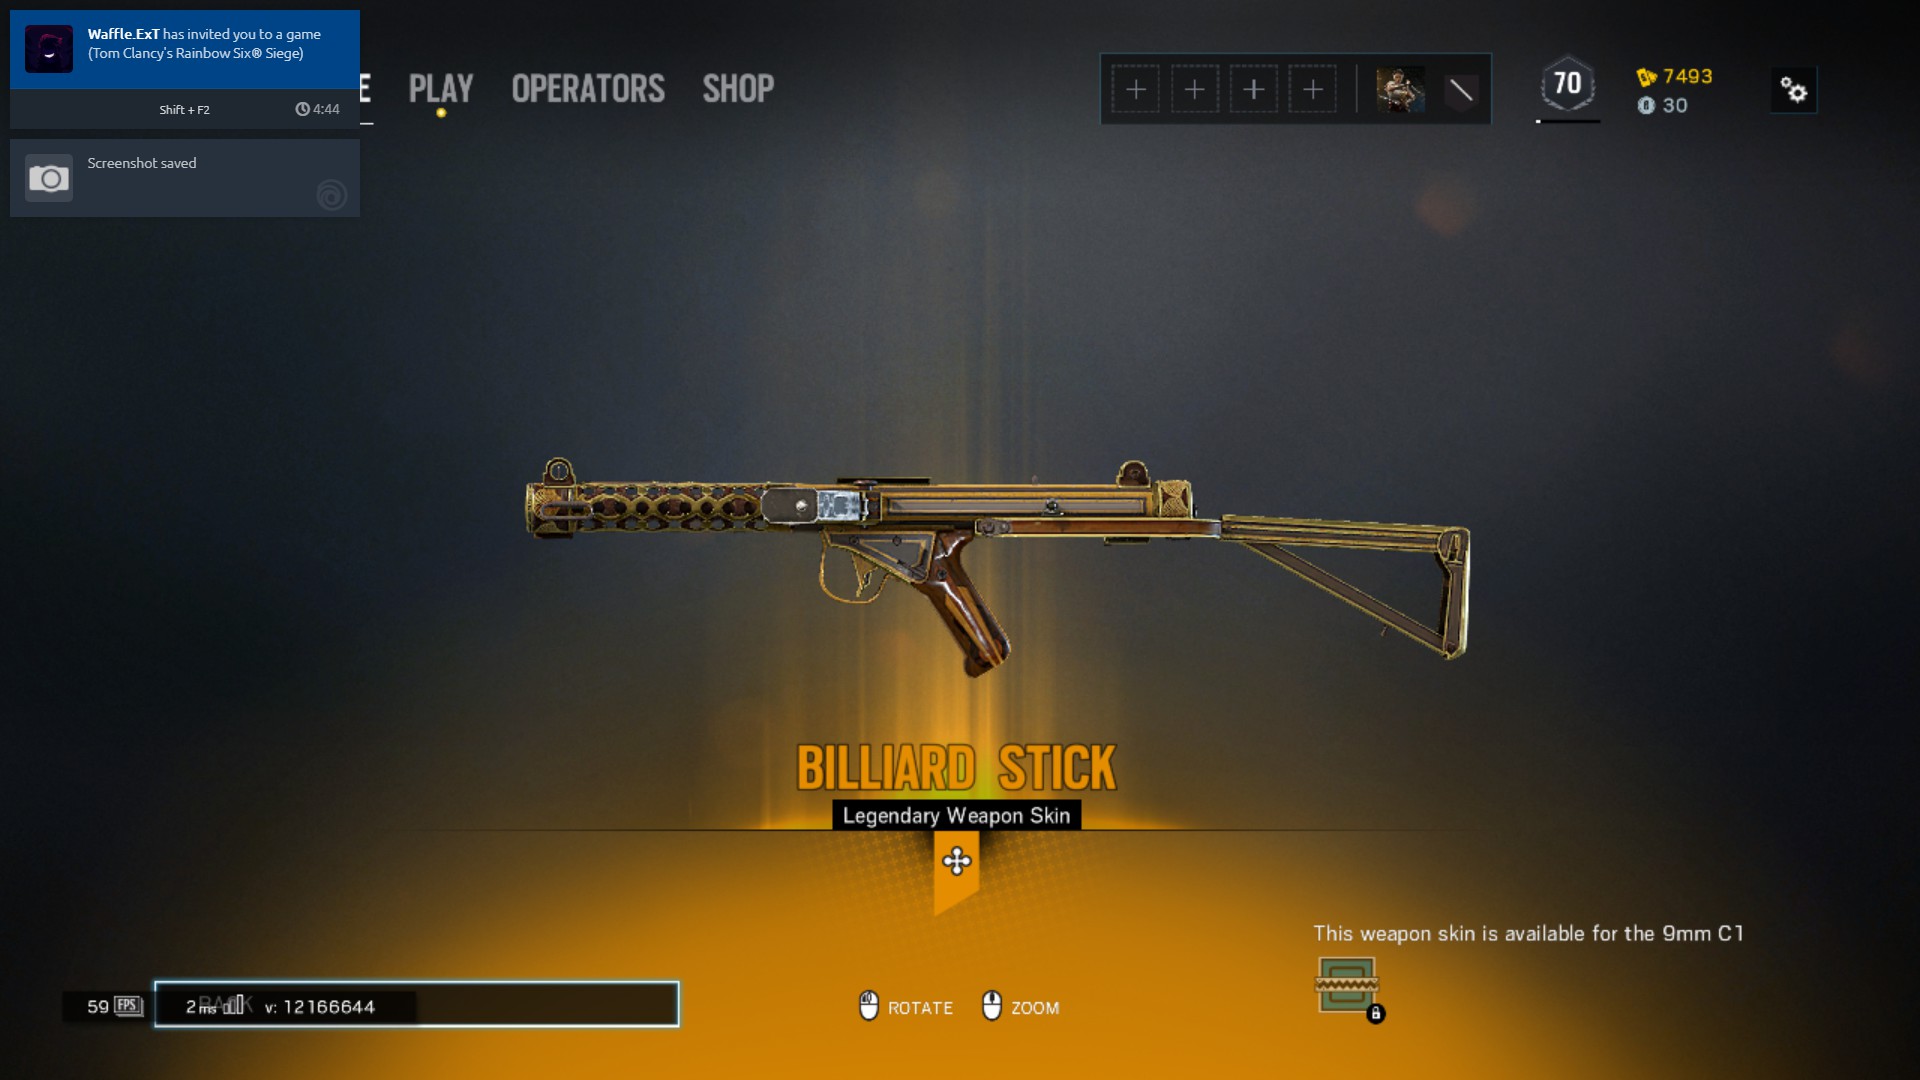 Waffle.ExT has invited you to a game
(Tom Clancy's Rainbow Six® Siege)
Shift + F2
4:44
Screenshot saved
E
PLAY
OPERATORS
SHOP
70
7493
30
BILLIARD STICK
Legendary Weapon Skin
This weapon skin is available for the 9mm C1
59 FPS
BACK
2 ms
v: 12166644
ROTATE
ZOOM